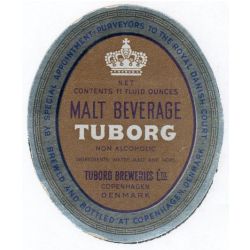 BY SPECIAL APPOINTMENT · PURVEYORS TO THE ROYAL DANISH COURT
NET
CONTENTS 11 FLUID OUNCES
MALT BEVERAGE
TUBORG
NON ALCOHOLIC
INGREDIENTS: WATER, MALT AND HOPS
TUBORG BREWERIES LTD.
COPENHAGEN
DENMARK
BREWED AND BOTTLED AT COPENHAGEN DENMARK